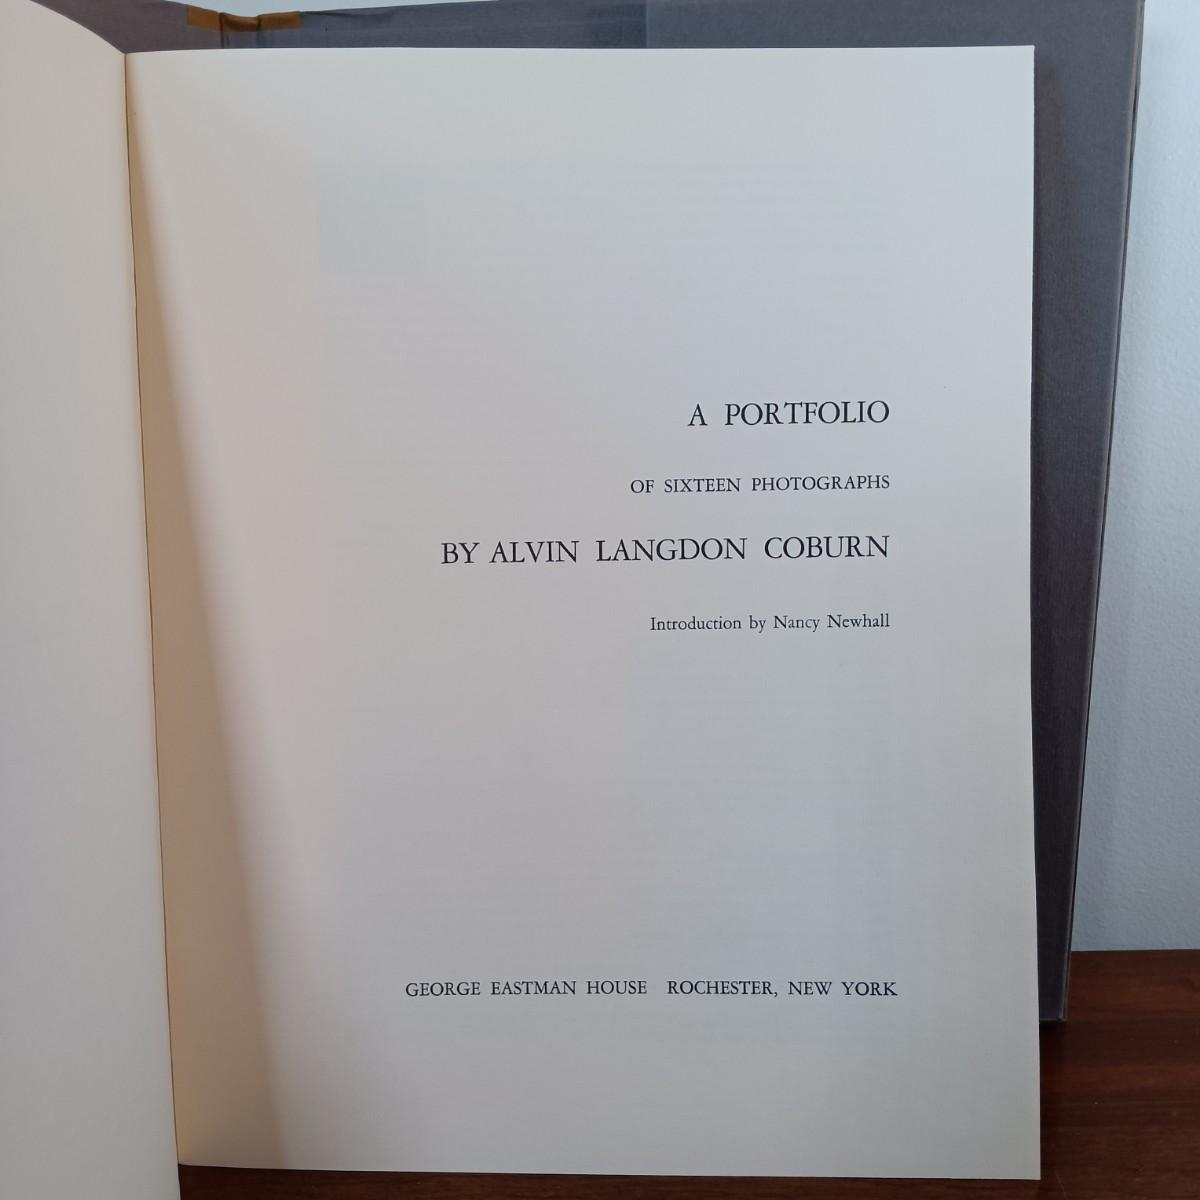 A PORTFOLIO
OF SIXTEEN PHOTOGRAPHS
BY ALVIN LANGDON COBURN
Introduction by Nancy Newhall
GEORGE EASTMAN HOUSE ROCHESTER, NEW YORK